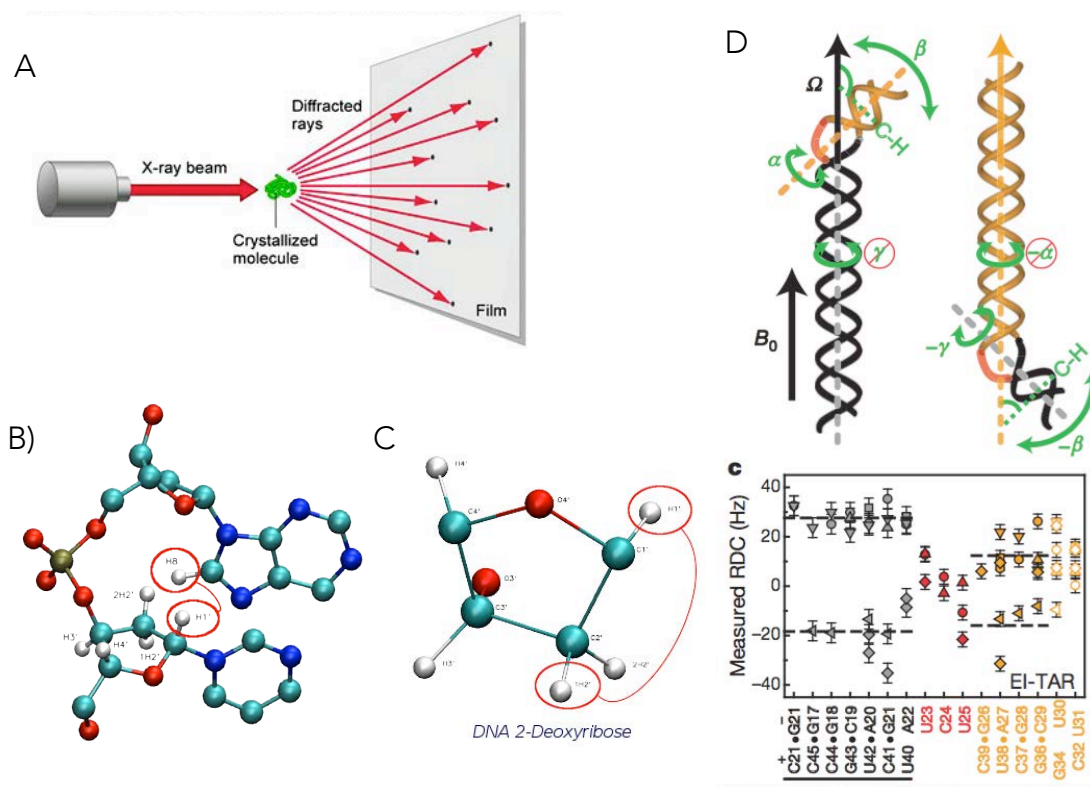 A
Diffracted
rays
X-ray beam
Crystallized
molecule
Film
B)
H8
2H2'
H1'
H3'
H4'
1H2'
C
H4'
O4'
H1'
C4'
C1'
O3'
C3'
C2'
H3'
2H2'
1H2'
DNA 2-Deoxyribose
D
Ω
β
C-H
α
γ
B₀
-α
-γ
C-H
-β
c
Measured RDC (Hz)
40
20
0
−20
−40
EI-TAR
− +
C21•G21
C45•G17
C44•G18
G43•C19
U42•A20
C41•G21
U40 A22
U23
C24
U25
C39•G26
U38•A27
C37•G28
G36•C29
G34 U30
C32 U31